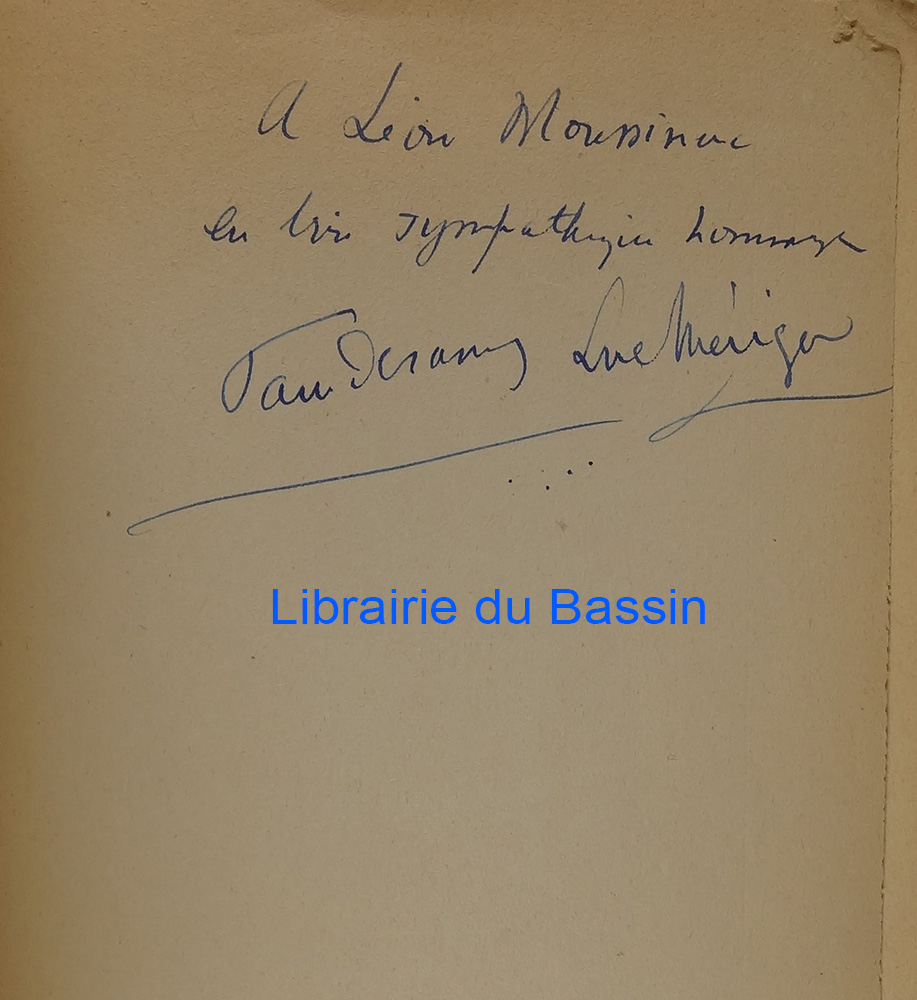 A Léon Moussinac
en très sympathique hommage
Paul Desanges Luc Mériga
Librairie du Bassin